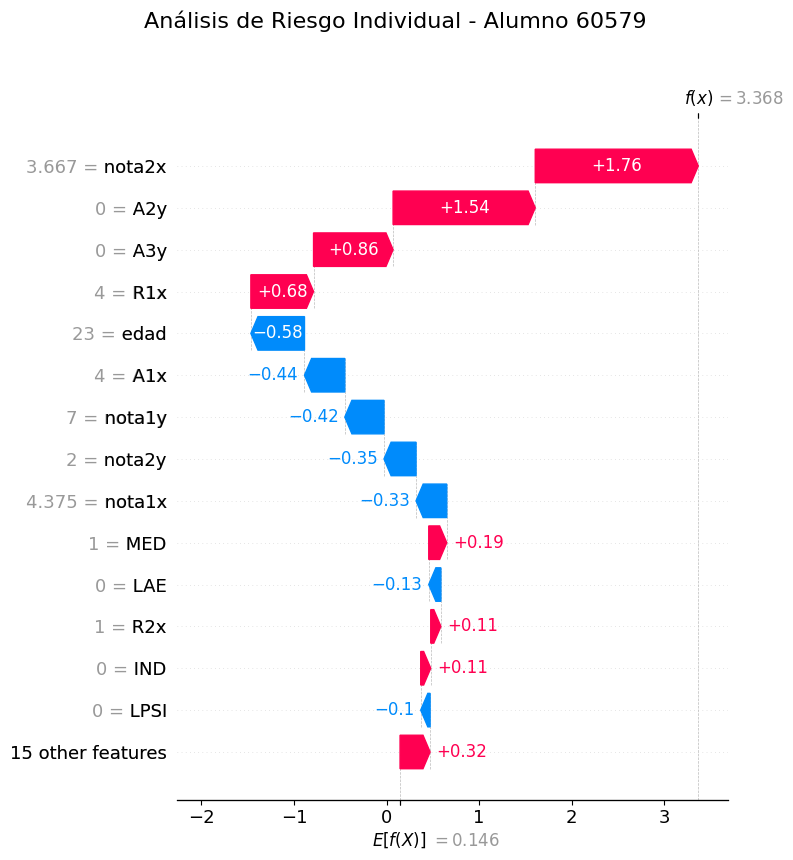 Análisis de Riesgo Individual - Alumno 60579
f(x) = 3.368
3.667 = nota2x +1.76
0 = A2y +1.54
0 = A3y +0.86
4 = R1x +0.68
23 = edad −0.58
4 = A1x −0.44
7 = nota1y −0.42
2 = nota2y −0.35
4.375 = nota1x −0.33
1 = MED +0.19
0 = LAE −0.13
1 = R2x +0.11
0 = IND +0.11
0 = LPSI −0.1
15 other features +0.32
−2 −1 0 1 2 3
E[f(X)] = 0.146